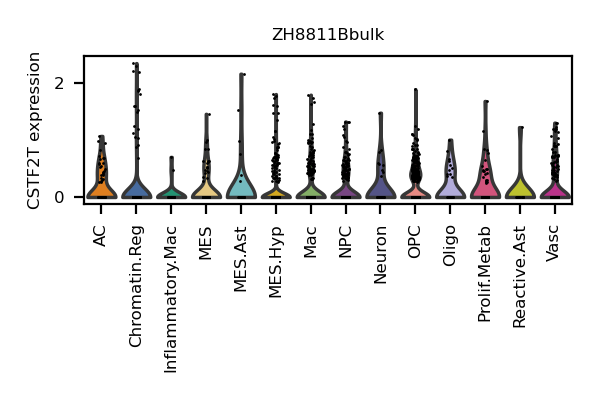 ZH8811Bbulk
CSTF2T expression
2
0
AC
Chromatin.Reg
Inflammatory.Mac
MES
MES.Ast
MES.Hyp
Mac
NPC
Neuron
OPC
Oligo
Prolif.Metab
Reactive.Ast
Vasc